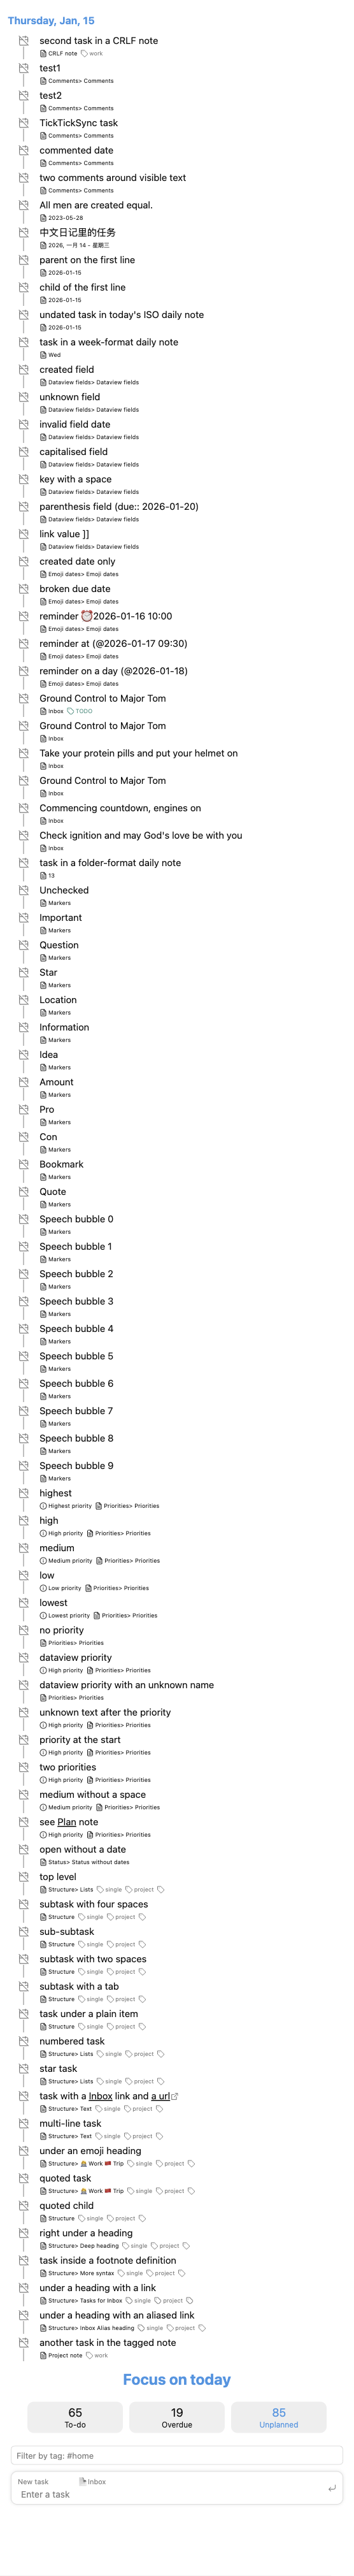 Thursday, Jan, 15
second task in a CRLF note
CRLF note work
test1
Comments> Comments
test2
Comments> Comments
TickTickSync task
Comments> Comments
commented date
Comments> Comments
two comments around visible text
Comments> Comments
All men are created equal.
2023-05-28
中文日记里的任务
2026, 一月 14 - 星期三
parent on the first line
2026-01-15
child of the first line
2026-01-15
undated task in today's ISO daily note
2026-01-15
task in a week-format daily note
Wed
created field
Dataview fields> Dataview fields
unknown field
Dataview fields> Dataview fields
invalid field date
Dataview fields> Dataview fields
capitalised field
Dataview fields> Dataview fields
key with a space
Dataview fields> Dataview fields
parenthesis field (due:: 2026-01-20)
Dataview fields> Dataview fields
link value ]]
Dataview fields> Dataview fields
created date only
Emoji dates> Emoji dates
broken due date
Emoji dates> Emoji dates
reminder ⏰2026-01-16 10:00
Emoji dates> Emoji dates
reminder at (@2026-01-17 09:30)
Emoji dates> Emoji dates
reminder on a day (@2026-01-18)
Emoji dates> Emoji dates
Ground Control to Major Tom
Inbox TODO
Ground Control to Major Tom
Inbox
Take your protein pills and put your helmet on
Inbox
Ground Control to Major Tom
Inbox
Commencing countdown, engines on
Inbox
Check ignition and may God's love be with you
Inbox
task in a folder-format daily note
13
Unchecked
Markers
Important
Markers
Question
Markers
Star
Markers
Location
Markers
Information
Markers
Idea
Markers
Amount
Markers
Pro
Markers
Con
Markers
Bookmark
Markers
Quote
Markers
Speech bubble 0
Markers
Speech bubble 1
Markers
Speech bubble 2
Markers
Speech bubble 3
Markers
Speech bubble 4
Markers
Speech bubble 5
Markers
Speech bubble 6
Markers
Speech bubble 7
Markers
Speech bubble 8
Markers
Speech bubble 9
Markers
highest
Highest priority Priorities> Priorities
high
High priority Priorities> Priorities
medium
Medium priority Priorities> Priorities
low
Low priority Priorities> Priorities
lowest
Lowest priority Priorities> Priorities
no priority
Priorities> Priorities
dataview priority
High priority Priorities> Priorities
dataview priority with an unknown name
Priorities> Priorities
unknown text after the priority
High priority Priorities> Priorities
priority at the start
High priority Priorities> Priorities
two priorities
High priority Priorities> Priorities
medium without a space
Medium priority Priorities> Priorities
see Plan note
High priority Priorities> Priorities
open without a date
Status> Status without dates
top level
Structure> Lists single project
subtask with four spaces
Structure single project
sub-subtask
Structure single project
subtask with two spaces
Structure single project
subtask with a tab
Structure single project
task under a plain item
Structure single project
numbered task
Structure> Lists single project
star task
Structure> Lists single project
task with a Inbox link and a url
Structure> Text single project
multi-line task
Structure> Text single project
under an emoji heading
Structure> Work Trip single project
quoted task
Structure> Work Trip single project
quoted child
Structure single project
right under a heading
Structure> Deep heading single project
task inside a footnote definition
Structure> More syntax single project
under a heading with a link
Structure> Tasks for Inbox single project
under a heading with an aliased link
Structure> Inbox Alias heading single project
another task in the tagged note
Project note work
Focus on today
65 19 85
To-do Overdue Unplanned
Filter by tag: #home
New task Inbox
Enter a task